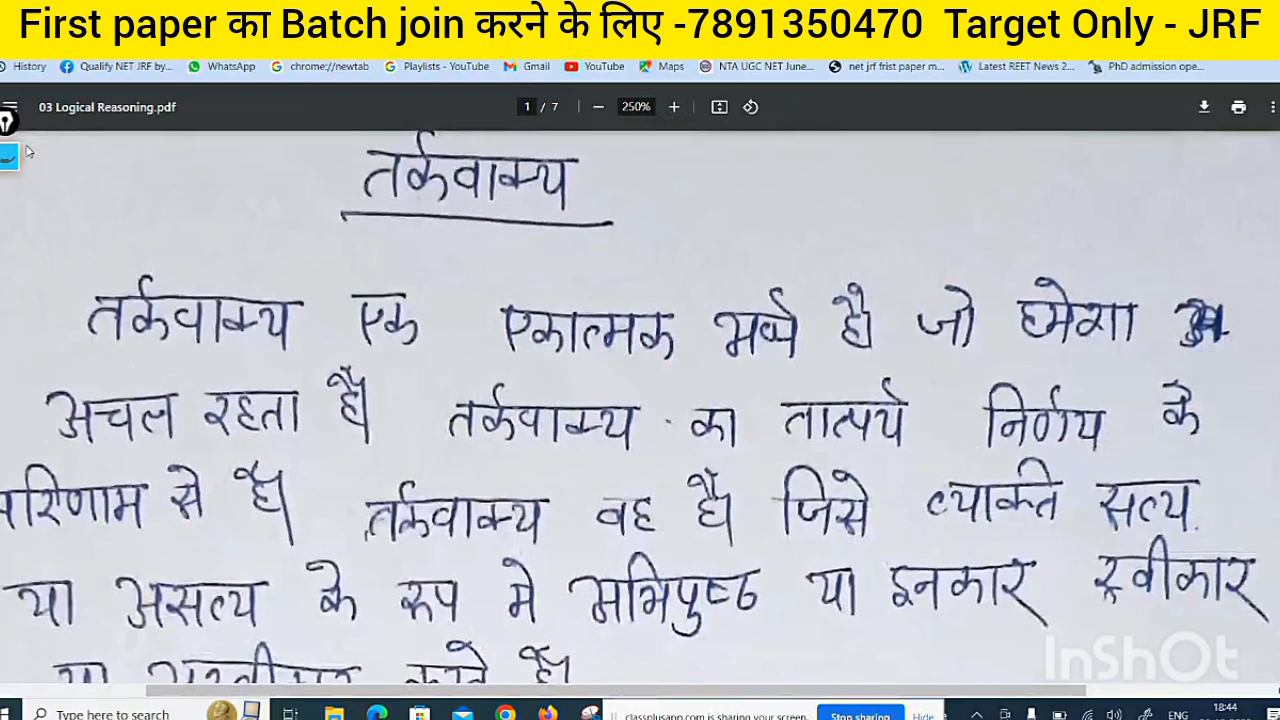 First paper का Batch join करने के लिए -7891350470 Target Only - JRF
History Qualify NET JRF by... WhatsApp chrome://newtab Playlists - YouTube Gmail YouTube Maps NTA UGC NET June... net jrf frist paper m... Latest REET News 2... PhD admission ope...
03 Logical Reasoning.pdf 1 / 7 250%
तर्कवाक्य
तर्कवाक्य एक एकात्मक अर्थ है जो हमेशा
अचल रहता है। तर्कवाक्य का तात्पर्य निर्णय के
परिणाम से है। तर्कवाक्य वह है जिसे व्यक्ति सत्य
या असत्य के रूप मे अभिपुष्ठ या इनकार स्वीकार
या अस्वीकार करते है।
InShOt
Type here to search classplusapp.com is sharing your screen. Stop sharing Hide ENG 18:44